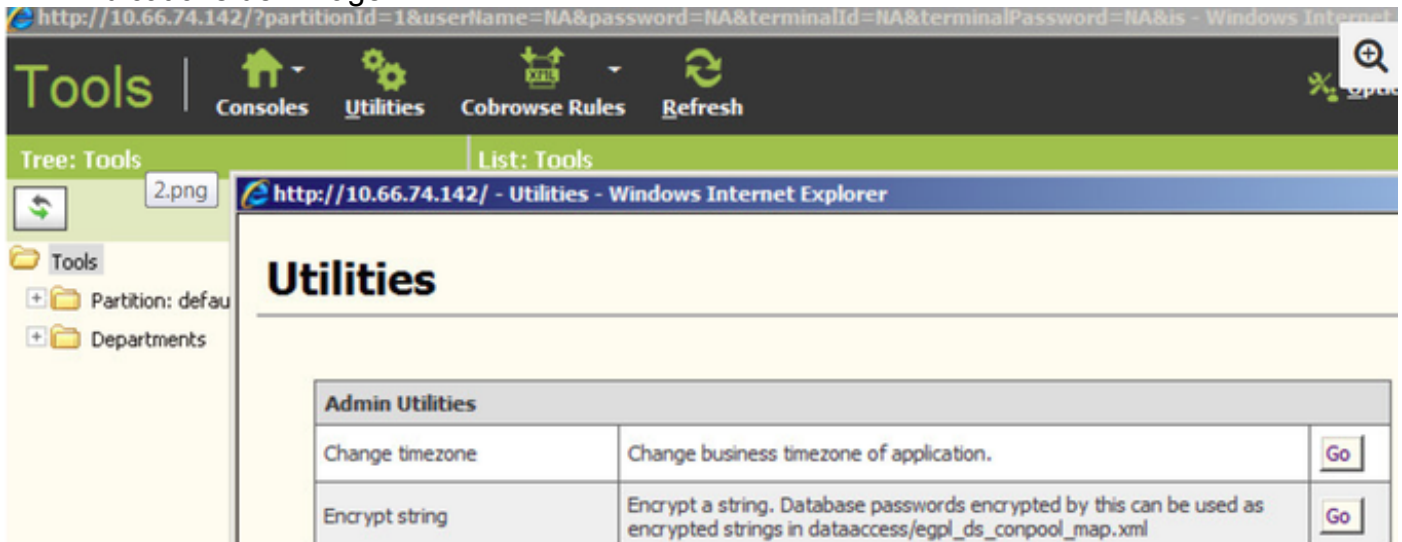 http://10.66.74.142/?partitionId=1&userName=NA&password=NA&terminalId=NA&terminalPassword=NA&is - Windows Internet
Tools
Consoles
Utilities
Cobrowse Rules
Refresh
Tree: Tools
List: Tools
2.png
http://10.66.74.142/ - Utilities - Windows Internet Explorer
Tools
Partition: defau
Departments
Utilities
Admin Utilities
Change timezone
Change business timezone of application.
Go
Encrypt string
Encrypt a string. Database passwords encrypted by this can be used as
encrypted strings in dataaccess/egpl_ds_conpool_map.xml
Go